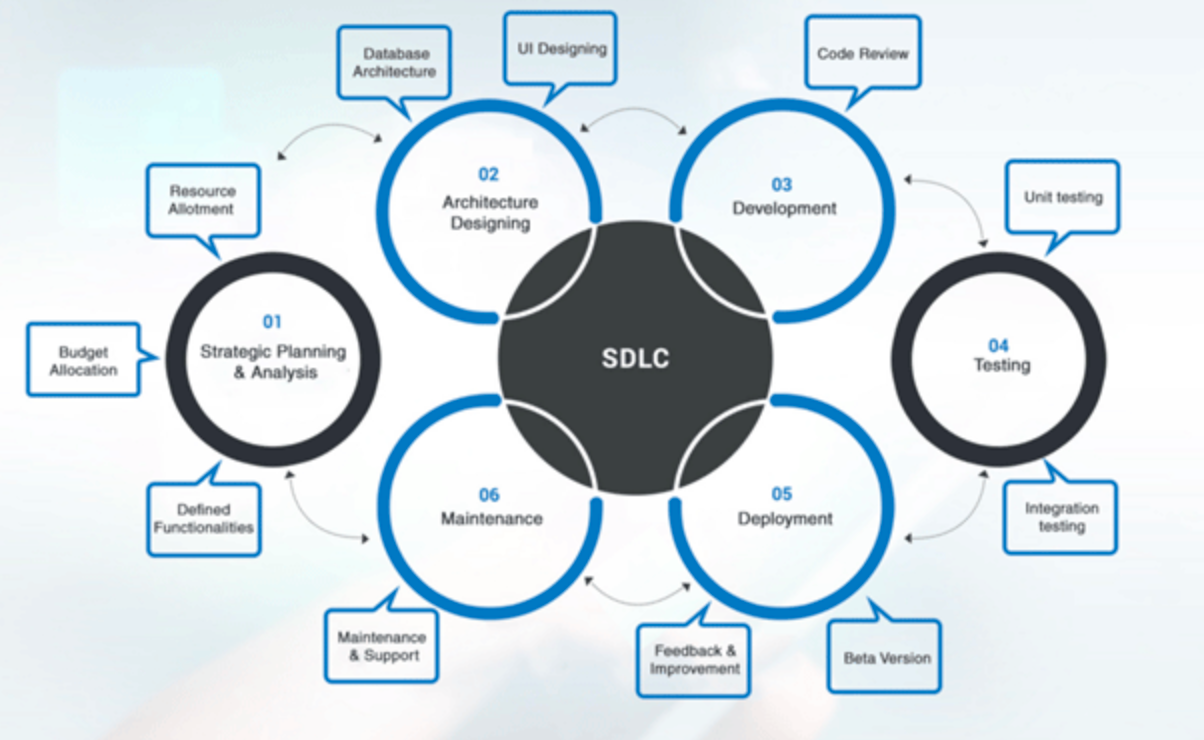 Database
Architecture
UI Designing
Code Review
Resource
Allotment
02
Architecture
Designing
03
Development
Unit testing
Budget
Allocation
01
Strategic Planning
& Analysis
SDLC
04
Testing
Defined
Functionalities
06
Maintenance
05
Deployment
Integration
testing
Maintenance
& Support
Feedback &
Improvement
Beta Version